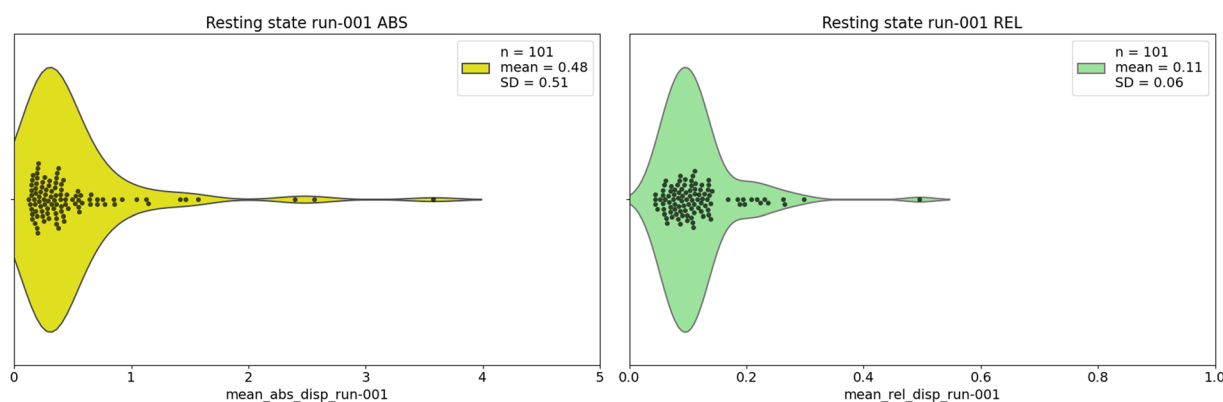 Resting state run-001 ABS
n = 101
mean = 0.48
SD = 0.51
0 1 2 3 4 5
mean_abs_disp_run-001
Resting state run-001 REL
n = 101
mean = 0.11
SD = 0.06
0.0 0.2 0.4 0.6 0.8 1.0
mean_rel_disp_run-001